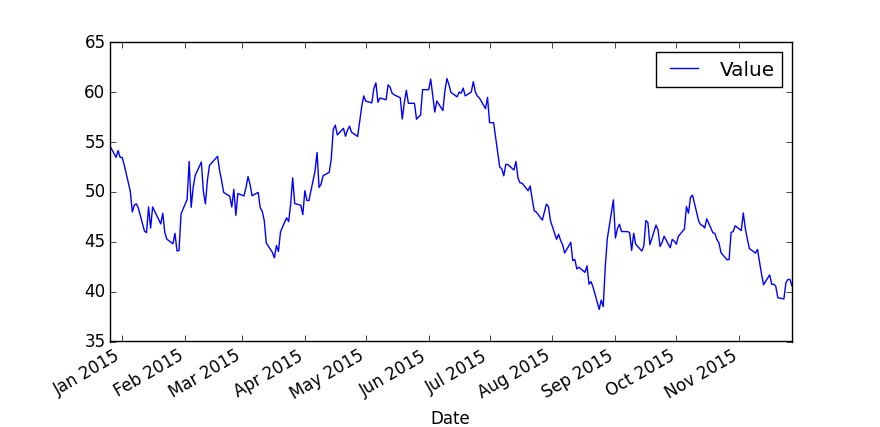 65
60
55
50
45
40
35
Value
Jan 2015
Feb 2015
Mar 2015
Apr 2015
May 2015
Jun 2015
Jul 2015
Aug 2015
Sep 2015
Oct 2015
Nov 2015
Date